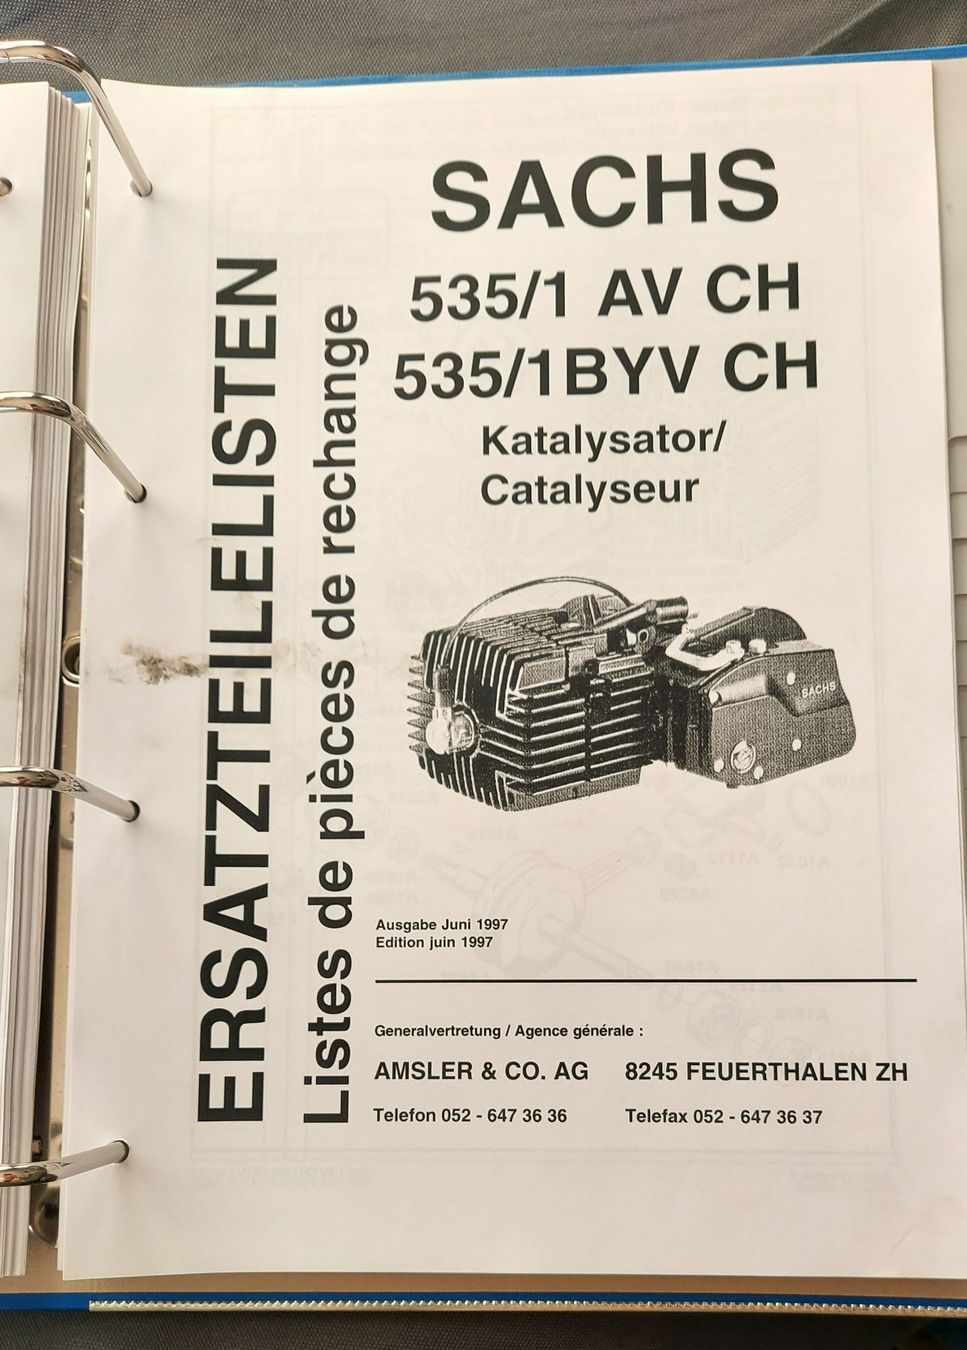 ERSATZTEILELISTEN
Listes de pièces de rechange
SACHS
535/1 AV CH
535/1BYV CH
Katalysator/
Catalyseur
SACHS
Ausgabe Juni 1997
Edition juin 1997
Generalvertretung / Agence générale :
AMSLER & CO. AG 8245 FEUERTHALEN ZH
Telefon 052 - 647 36 36 Telefax 052 - 647 36 37